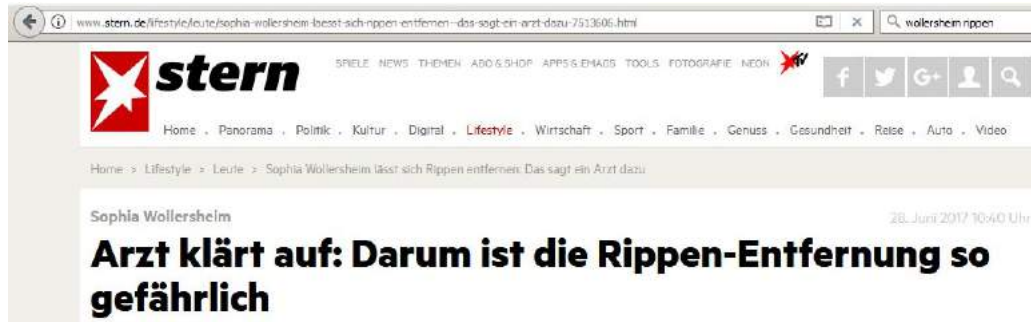 www.stern.de/lifestyle/leute/sophia-wollersheim-laesst-sich-rippen-entfernen--das-sagt-ein-arzt-dazu-7513606.html
wollersheim rippen
stern
SPIELE NEWS THEMEN ABO & SHOP APPS & EMAGS TOOLS FOTOGRAFIE NEON tv
f G+
Home . Panorama . Politik . Kultur . Digital . Lifestyle . Wirtschaft . Sport . Familie . Genuss . Gesundheit . Reise . Auto . Video
Home > Lifestyle > Leute > Sophia Wollersheim lässt sich Rippen entfernen: Das sagt ein Arzt dazu
Sophia Wollersheim
28. Juni 2017 10:40 Uhr
Arzt klärt auf: Darum ist die Rippen-Entfernung so
gefährlich